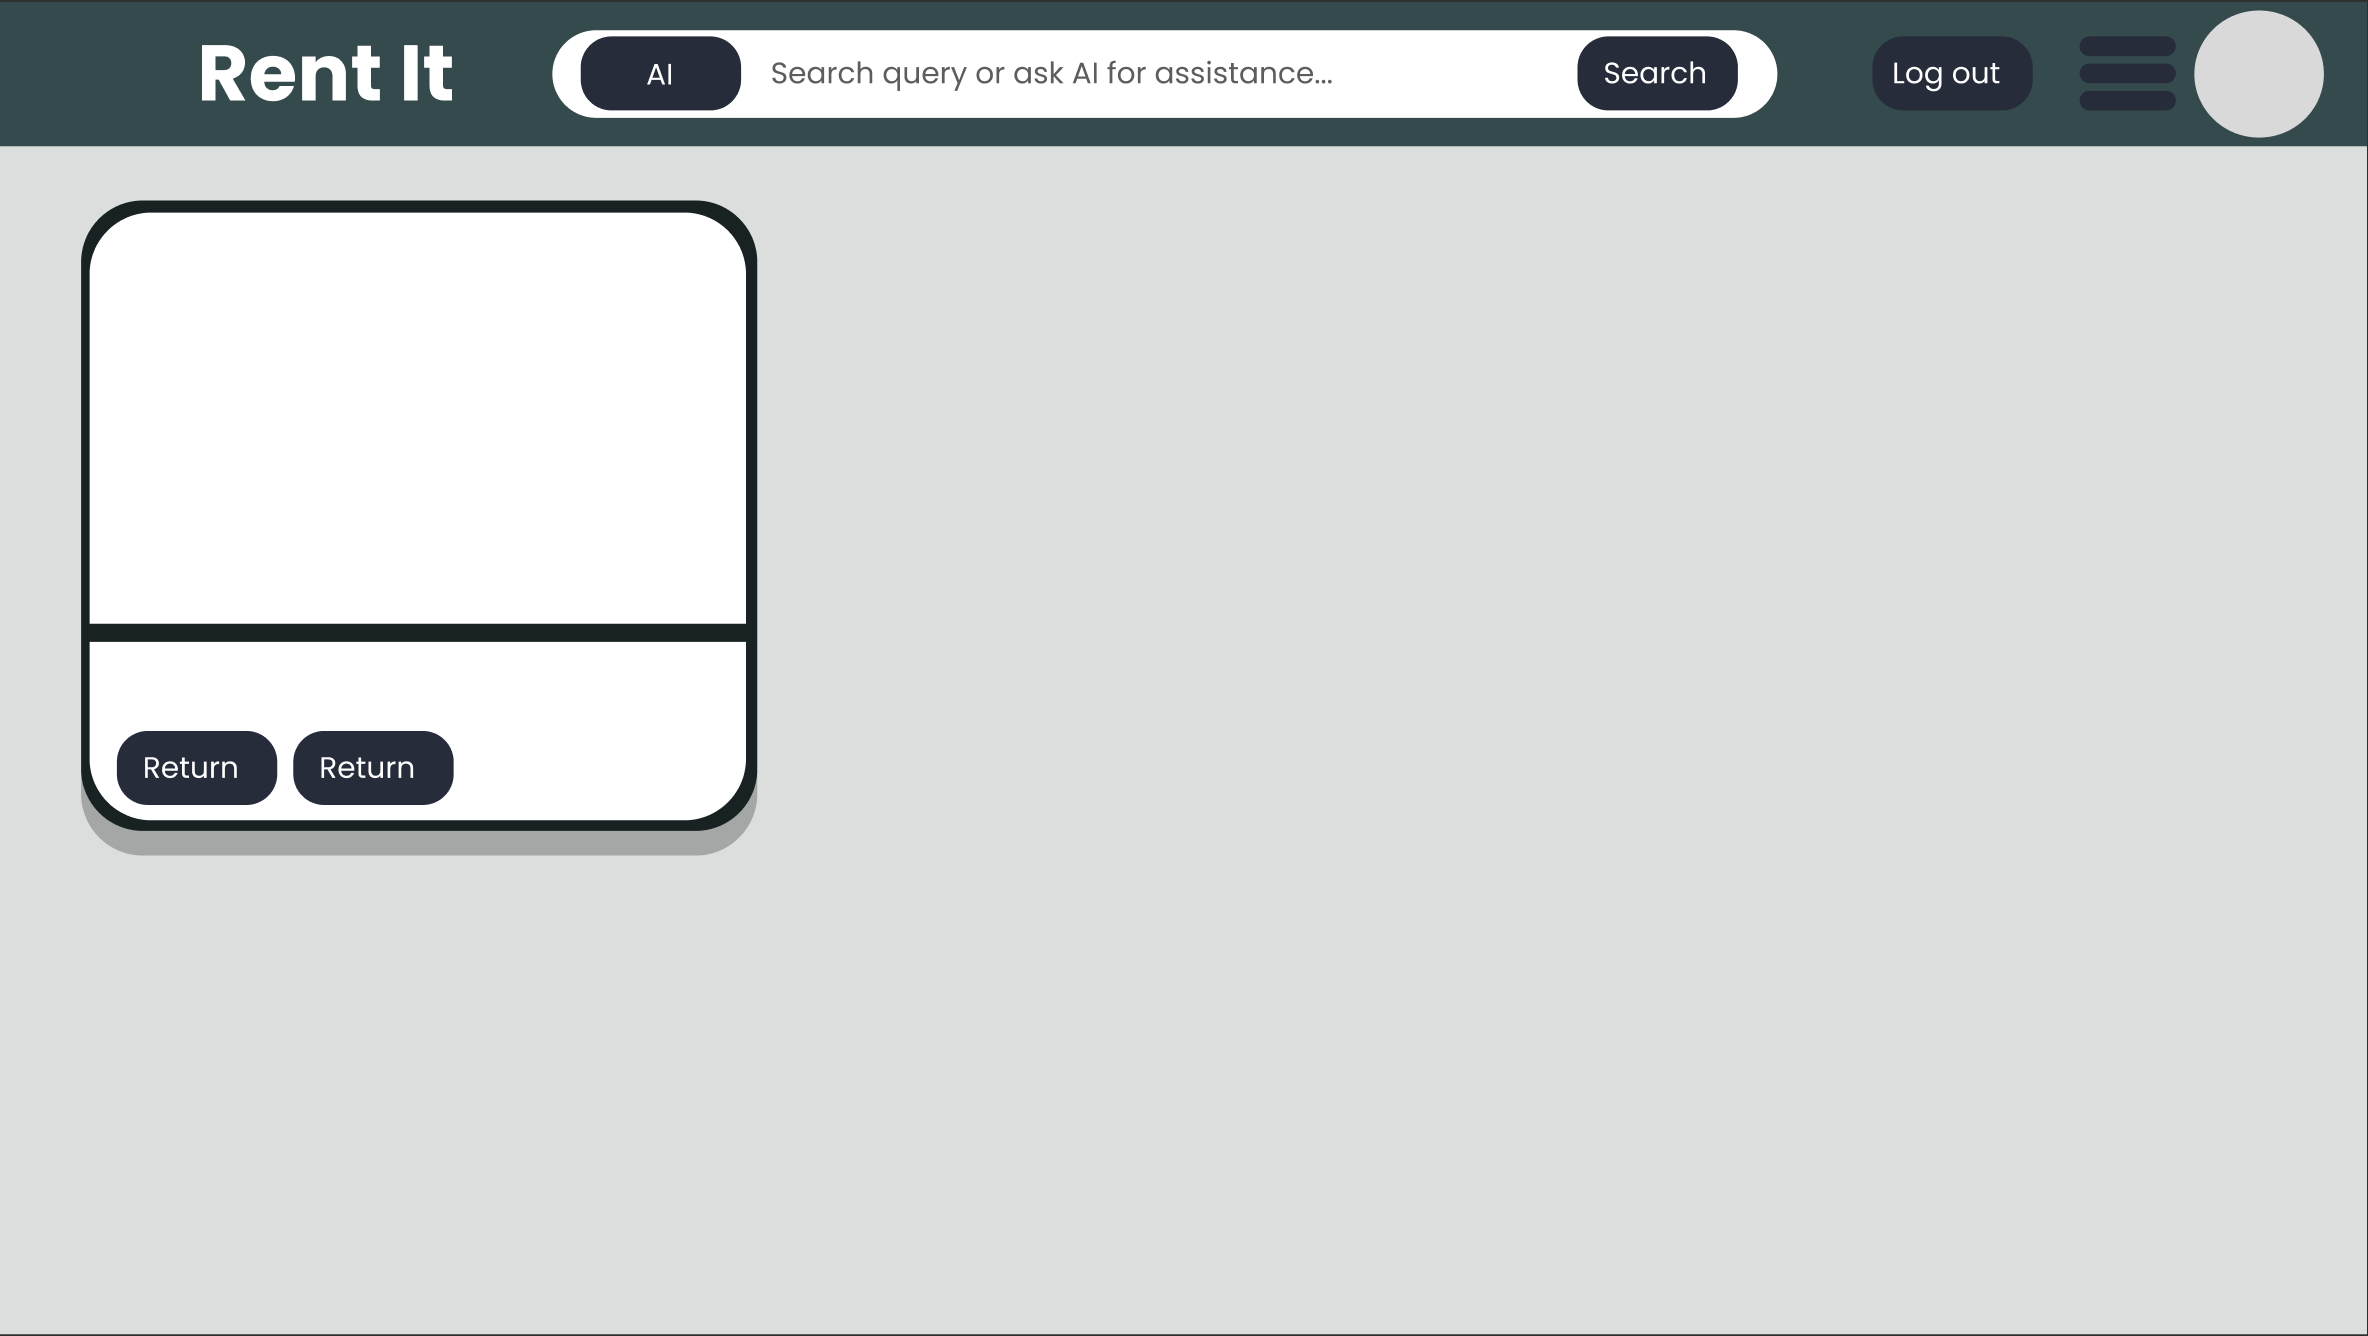 Rent It
AI
Search query or ask AI for assistance...
Search
Log out
Return
Return